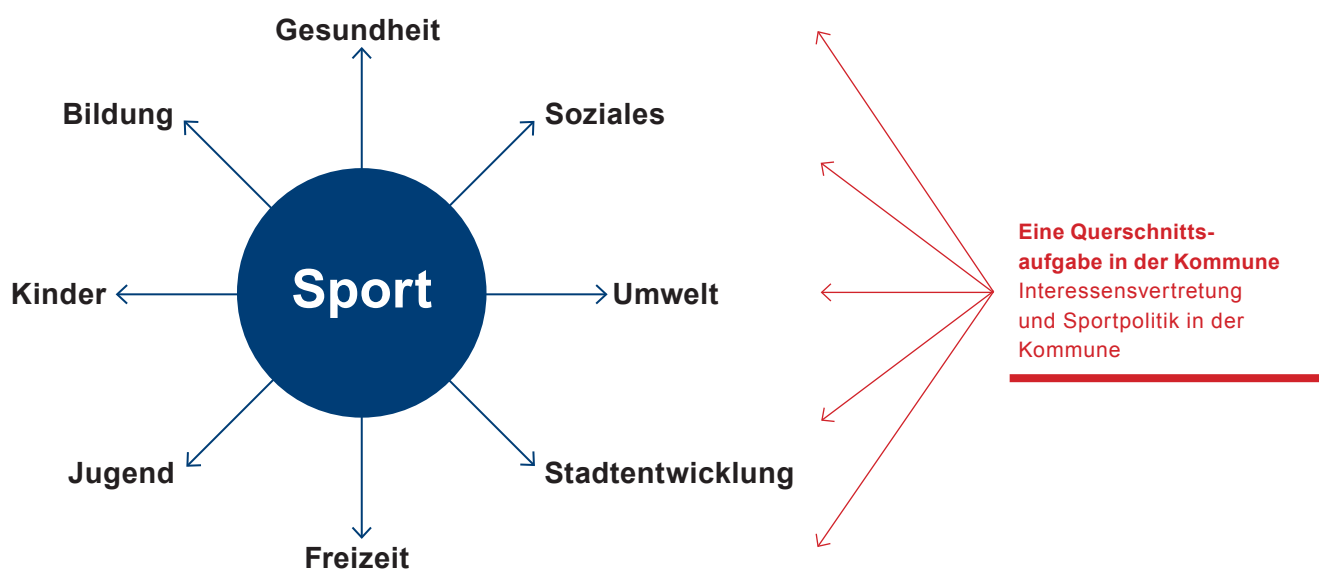 Gesundheit
Bildung
Soziales
Kinder
Sport
Umwelt
Jugend
Stadtentwicklung
Freizeit
Eine Querschnitts-
aufgabe in der Kommune
Interessensvertretung
und Sportpolitik in der
Kommune